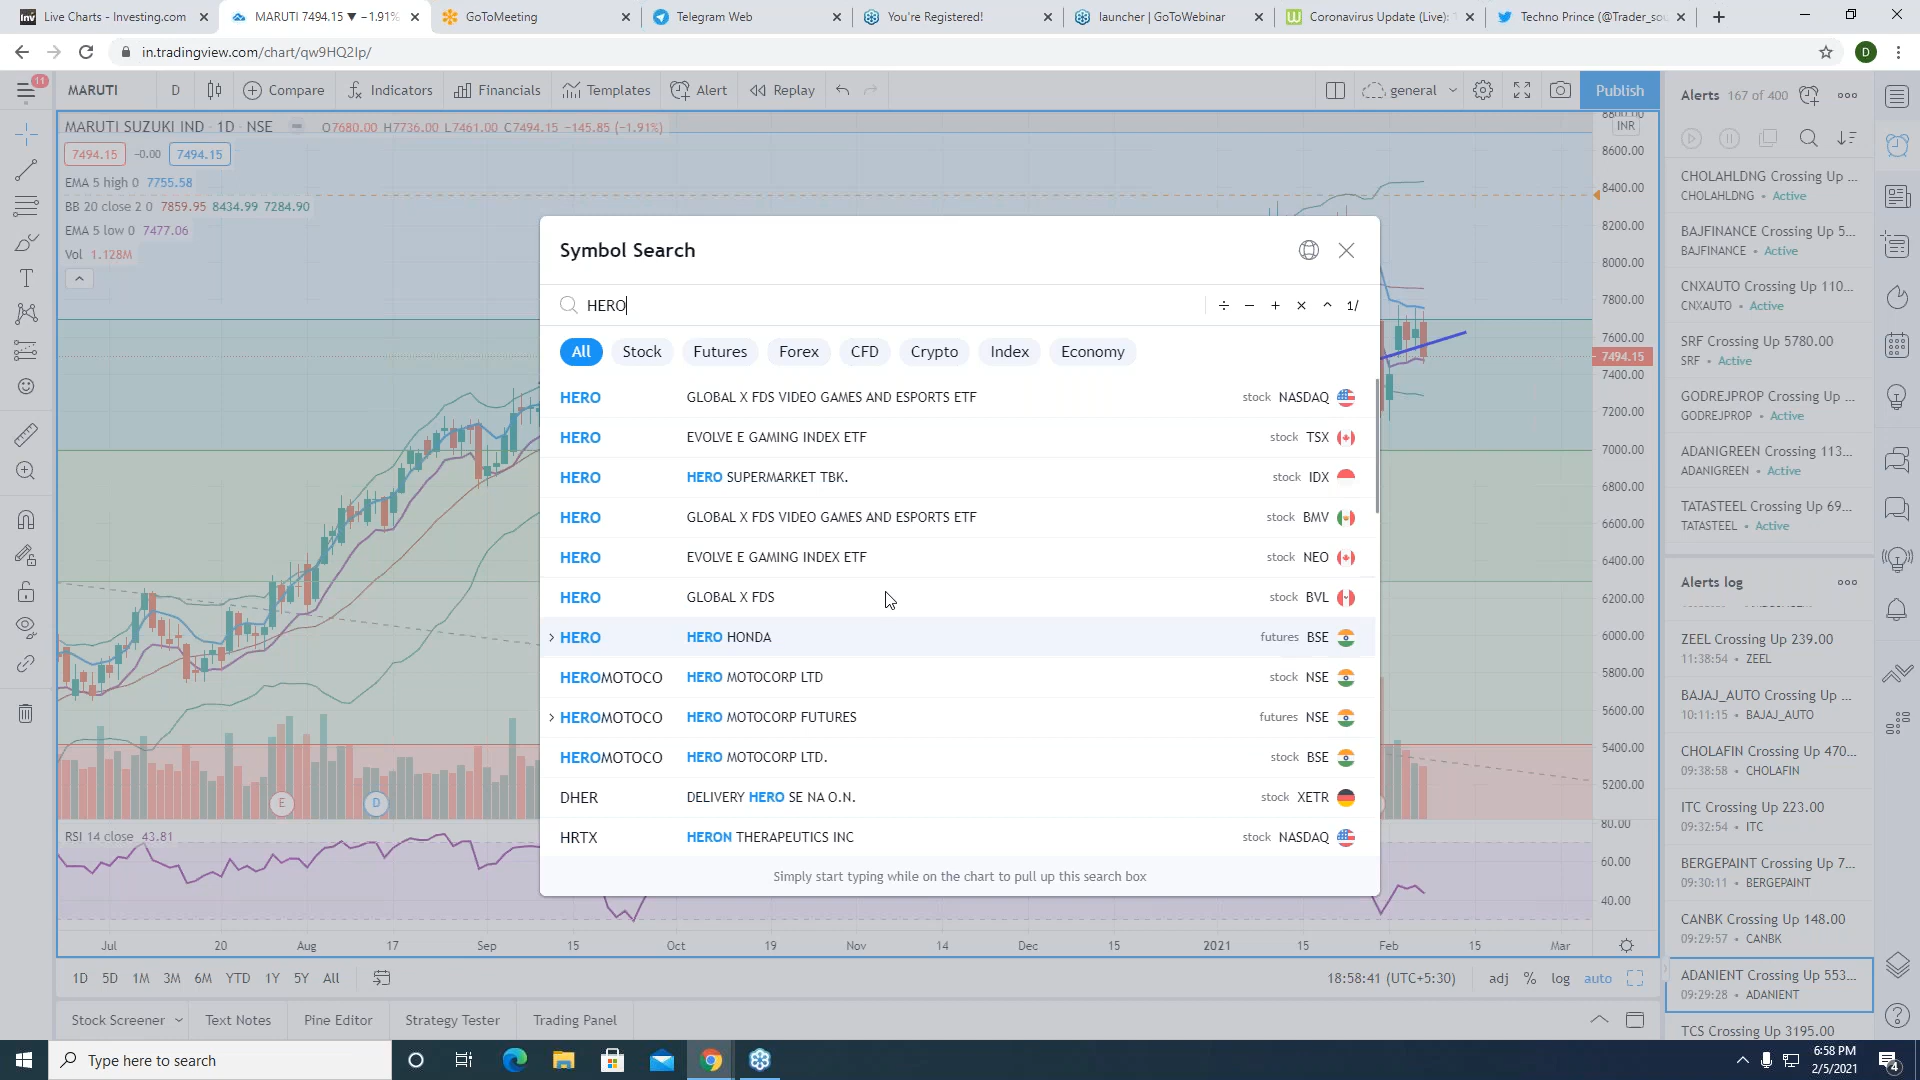 Live Charts - Investing.com
MARUTI 7494.15 ▼ −1.91%
GoToMeeting
Telegram Web
You're Registered!
launcher | GoToWebinar
Coronavirus Update (Live):
Techno Prince (@Trader_so
in.tradingview.com/chart/qw9HQ2Ip/
D
11
MARUTI
D
Compare
Indicators
Financials
Templates
Alert
Replay
general
Publish
Alerts 167 of 400
MARUTI SUZUKI IND · 1D · NSE
O7680.00 H7736.00 L7461.00 C7494.15 −145.85 (−1.91%)
7494.15 -0.00 7494.15
EMA 5 high 0 7755.58
BB 20 close 2 0 7859.95 8434.99 7284.90
EMA 5 low 0 7477.06
Vol 1.128M
INR
8600.00
8400.00
8200.00
8000.00
7800.00
7600.00
7494.15
7400.00
7200.00
7000.00
6800.00
6600.00
6400.00
6200.00
6000.00
5800.00
5600.00
5400.00
5200.00
80.00
60.00
40.00
Symbol Search
HERO
÷ − + × ^ 1/
All Stock Futures Forex CFD Crypto Index Economy
HERO GLOBAL X FDS VIDEO GAMES AND ESPORTS ETF stock NASDAQ
HERO EVOLVE E GAMING INDEX ETF stock TSX
HERO HERO SUPERMARKET TBK. stock IDX
HERO GLOBAL X FDS VIDEO GAMES AND ESPORTS ETF stock BMV
HERO EVOLVE E GAMING INDEX ETF stock NEO
HERO GLOBAL X FDS stock BVL
HERO HERO HONDA futures BSE
HEROMOTOCO HERO MOTOCORP LTD stock NSE
HEROMOTOCO HERO MOTOCORP FUTURES futures NSE
HEROMOTOCO HERO MOTOCORP LTD. stock BSE
DHER DELIVERY HERO SE NA O.N. stock XETR
HRTX HERON THERAPEUTICS INC stock NASDAQ
Simply start typing while on the chart to pull up this search box
E
D
RSI 14 close 43.81
Jul 20 Aug 17 Sep 15 Oct 19 Nov 14 Dec 15 2021 15 Feb 15 Mar
1D 5D 1M 3M 6M YTD 1Y 5Y All
18:58:41 (UTC+5:30) adj % log auto
Stock Screener Text Notes Pine Editor Strategy Tester Trading Panel
CHOLAHLDNG Crossing Up ...
CHOLAHLDNG • Active
BAJFINANCE Crossing Up 5...
BAJFINANCE • Active
CNXAUTO Crossing Up 110...
CNXAUTO • Active
SRF Crossing Up 5780.00
SRF • Active
GODREJPROP Crossing Up ...
GODREJPROP • Active
ADANIGREEN Crossing 113...
ADANIGREEN • Active
TATASTEEL Crossing Up 69...
TATASTEEL • Active
Alerts log
ZEEL Crossing Up 239.00
11:38:54 • ZEEL
BAJAJ_AUTO Crossing Up ...
10:11:15 • BAJAJ_AUTO
CHOLAFIN Crossing Up 470...
09:38:58 • CHOLAFIN
ITC Crossing Up 223.00
09:32:54 • ITC
BERGEPAINT Crossing Up 7...
09:30:11 • BERGEPAINT
CANBK Crossing Up 148.00
09:29:57 • CANBK
ADANIENT Crossing Up 553...
09:29:28 • ADANIENT
TCS Crossing Up 3195.00
Type here to search
6:58 PM
2/5/2021
4